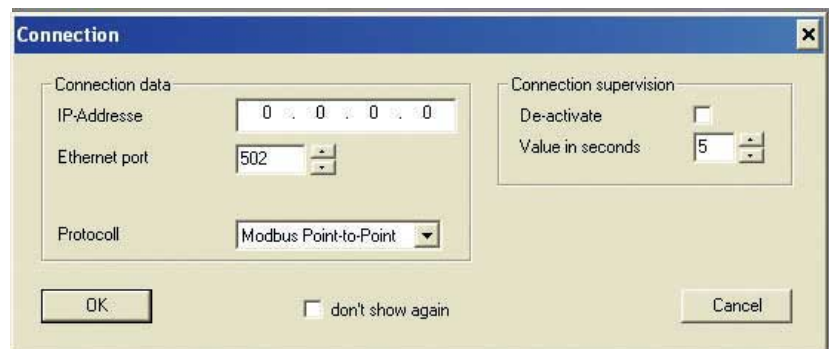 Connection
Connection data
IP-Addresse
0 . 0 . 0 . 0
Ethernet port
502
Protocoll
Modbus Point-to-Point
Connection supervision
De-activate
Value in seconds
5
OK
don't show again
Cancel